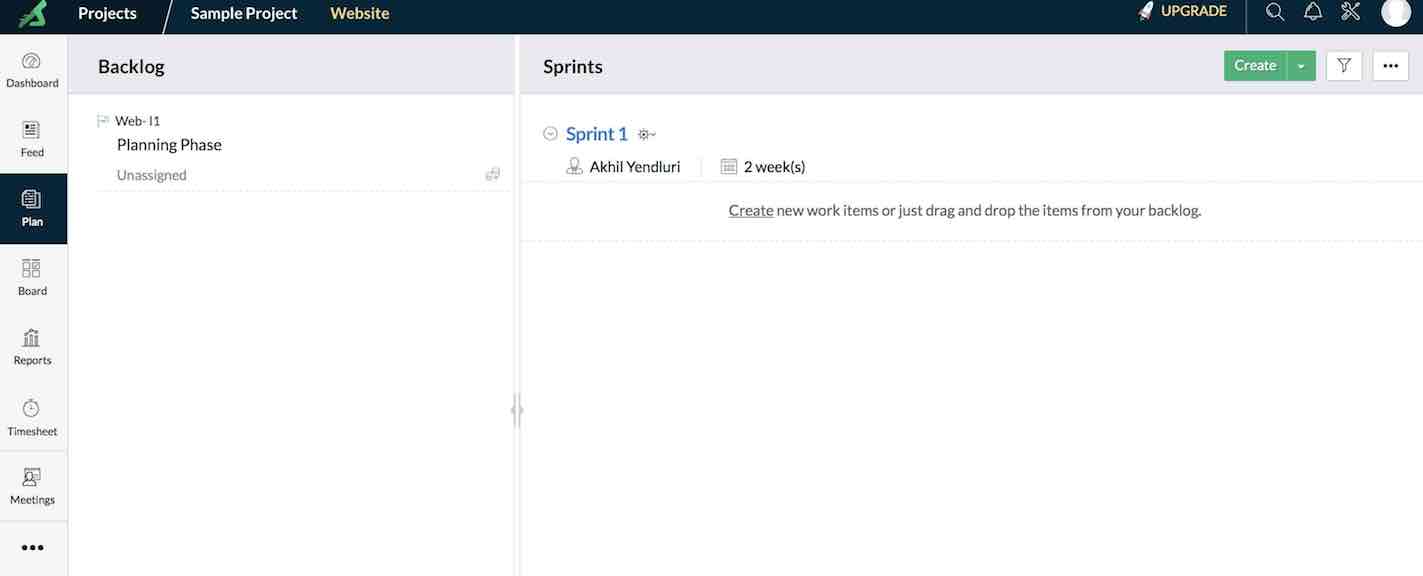 Projects Sample Project Website UPGRADE
Dashboard
Feed
Plan
Board
Reports
Timesheet
Meetings
Backlog
Web- I1
Planning Phase
Unassigned
Sprints
Create
Sprint 1
Akhil Yendluri 2 week(s)
Create new work items or just drag and drop the items from your backlog.